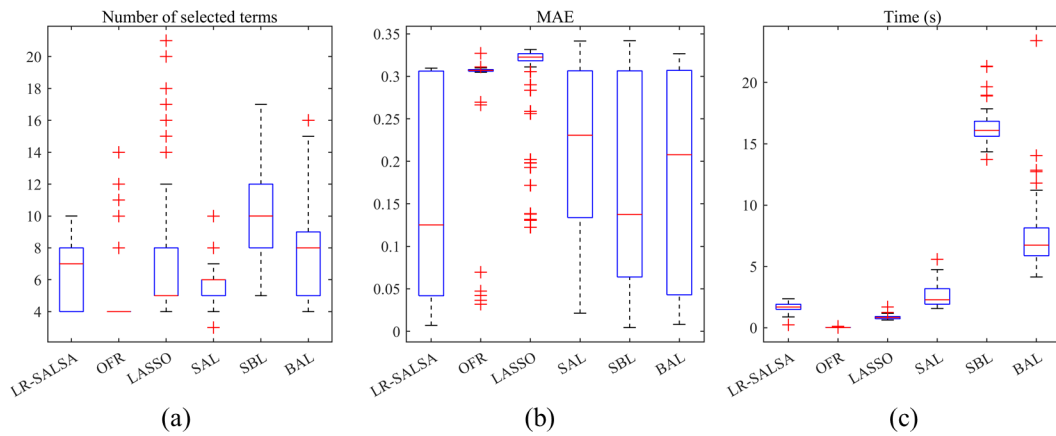 Number of selected terms
20
18
16
14
12
10
8
6
4
LR-SALSA
OFR
LASSO
SAL
SBL
BAL
(a)
MAE
0.35
0.3
0.25
0.2
0.15
0.1
0.05
0
LR-SALSA
OFR
LASSO
SAL
SBL
BAL
(b)
Time (s)
20
15
10
5
0
LR-SALSA
OFR
LASSO
SAL
SBL
BAL
(c)